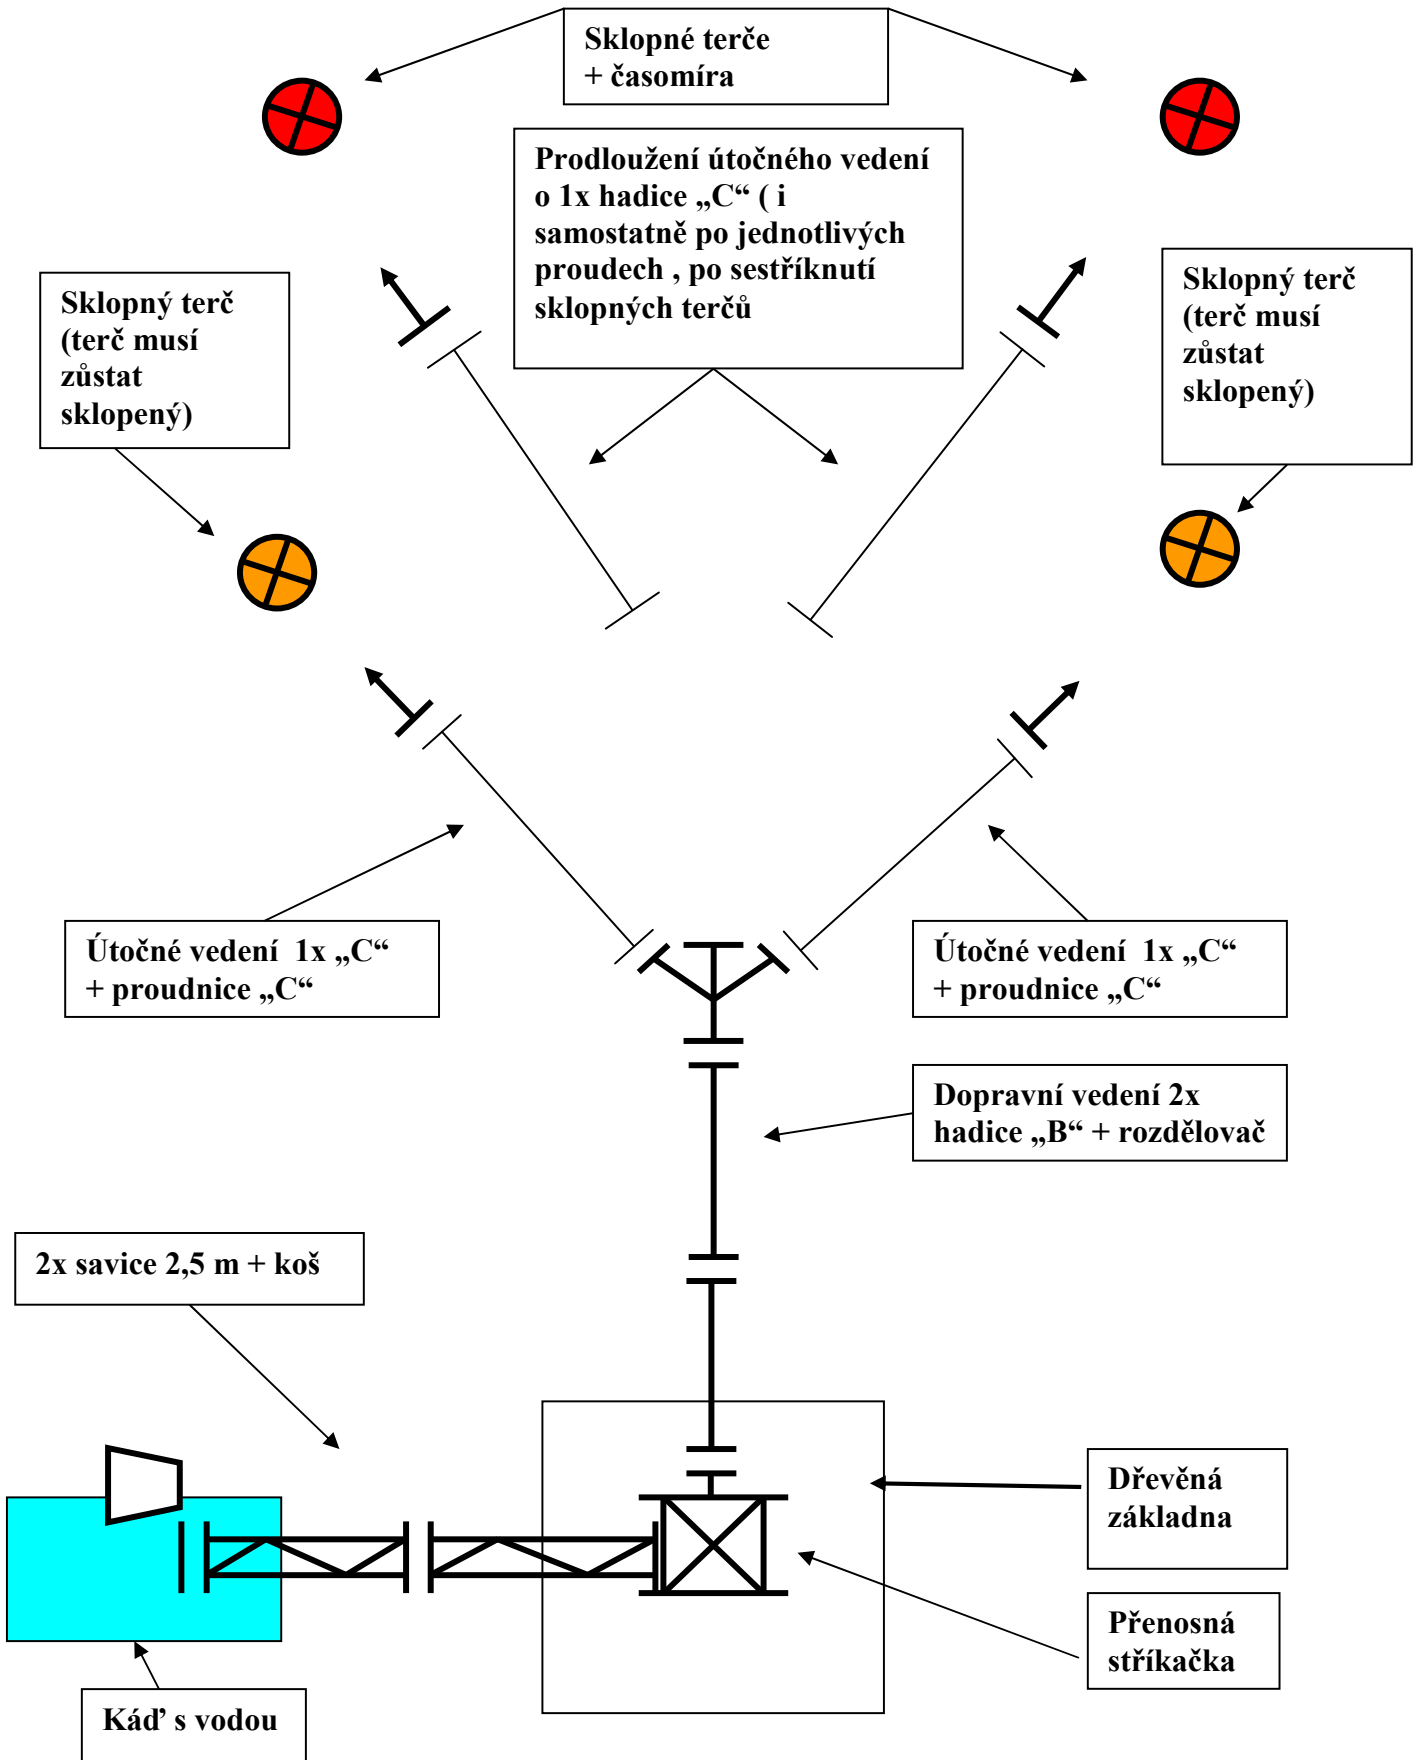 Sklopné terče
+ časomíra
Prodloužení útočného vedení
o 1x hadice „C“ ( i
samostatně po jednotlivých
proudech , po sestříknutí
sklopných terčů
Sklopný terč
(terč musí
zůstat
sklopený)
Sklopný terč
(terč musí
zůstat
sklopený)
Útočné vedení  1x „C“
+ proudnice „C“
Útočné vedení  1x „C“
+ proudnice „C“
Dopravní vedení 2x
hadice „B“ + rozdělovač
2x savice 2,5 m + koš
Dřevěná
základna
Přenosná
stříkačka
Káď s vodou